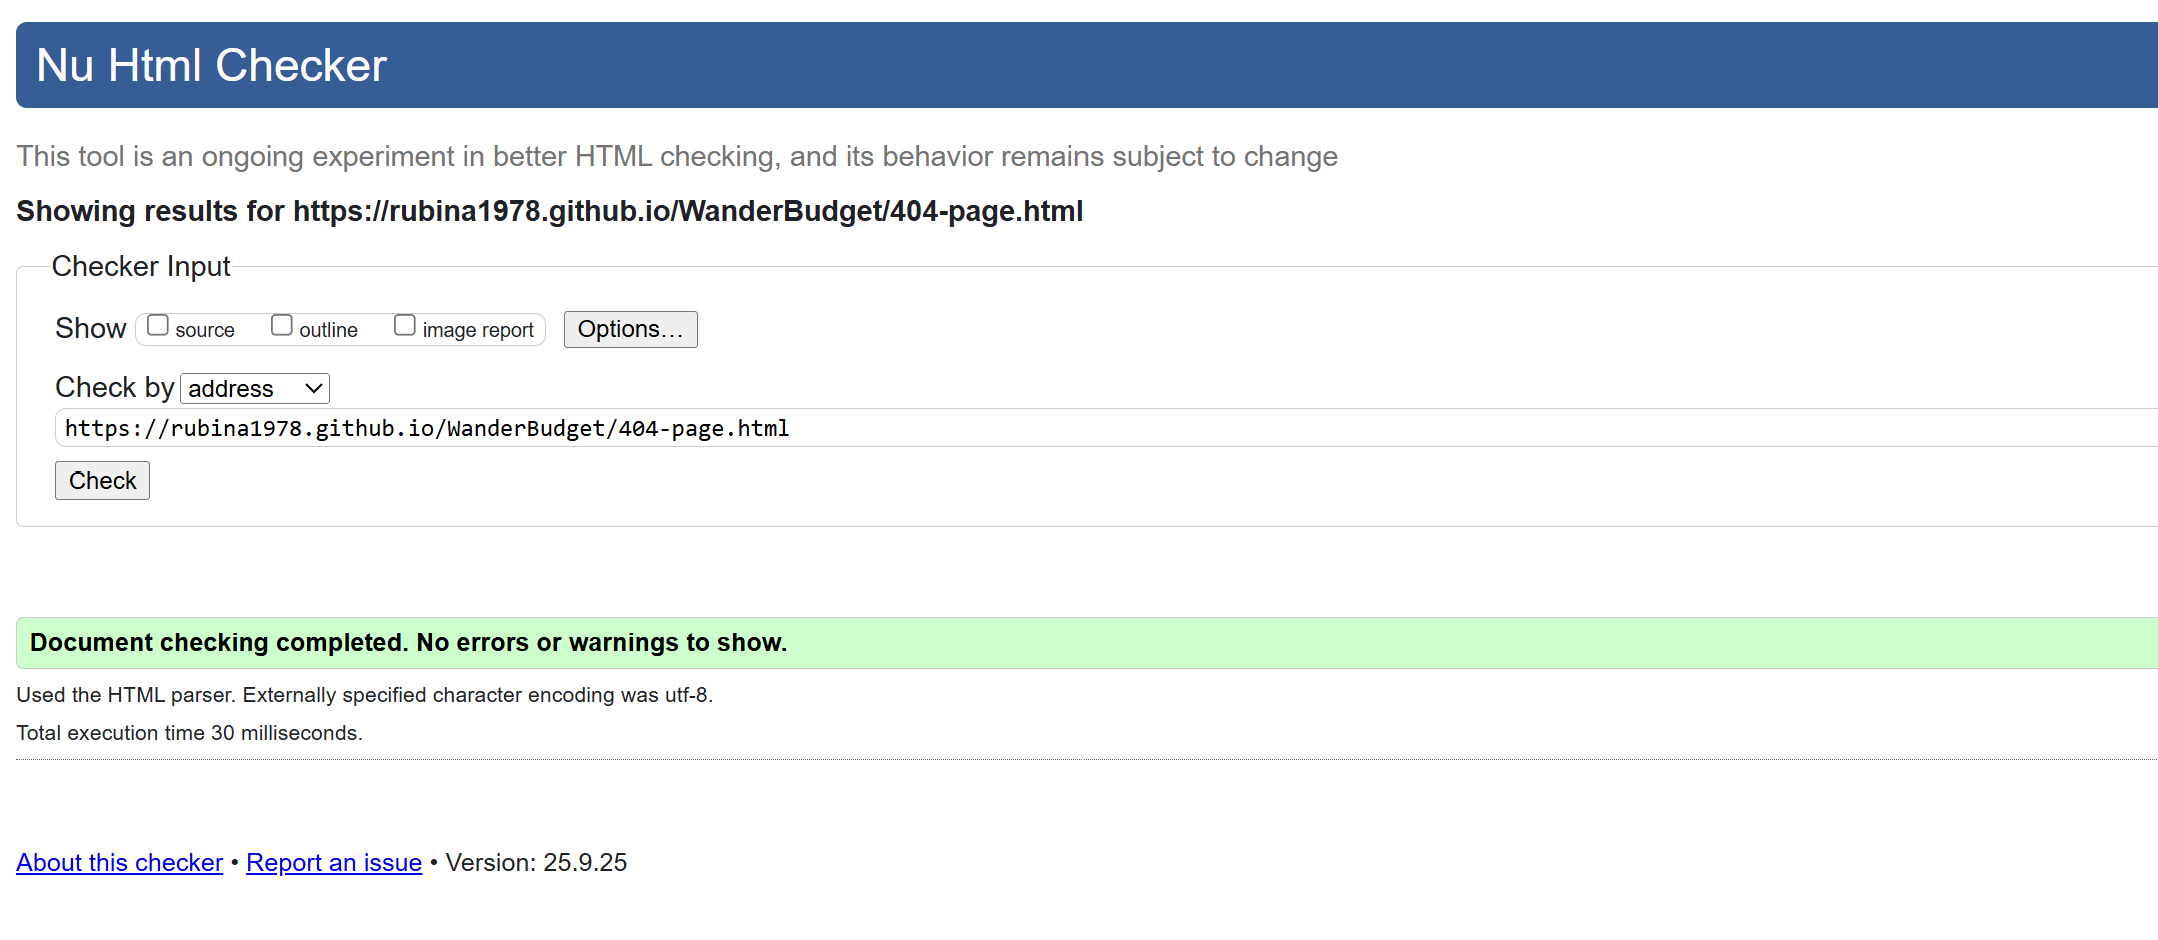 Nu Html Checker
This tool is an ongoing experiment in better HTML checking, and its behavior remains subject to change
Showing results for https://rubina1978.github.io/WanderBudget/404-page.html
Checker Input
Show source outline image report Options...
Check by address
https://rubina1978.github.io/WanderBudget/404-page.html
Check
Document checking completed. No errors or warnings to show.
Used the HTML parser. Externally specified character encoding was utf-8.
Total execution time 30 milliseconds.
About this checker • Report an issue • Version: 25.9.25